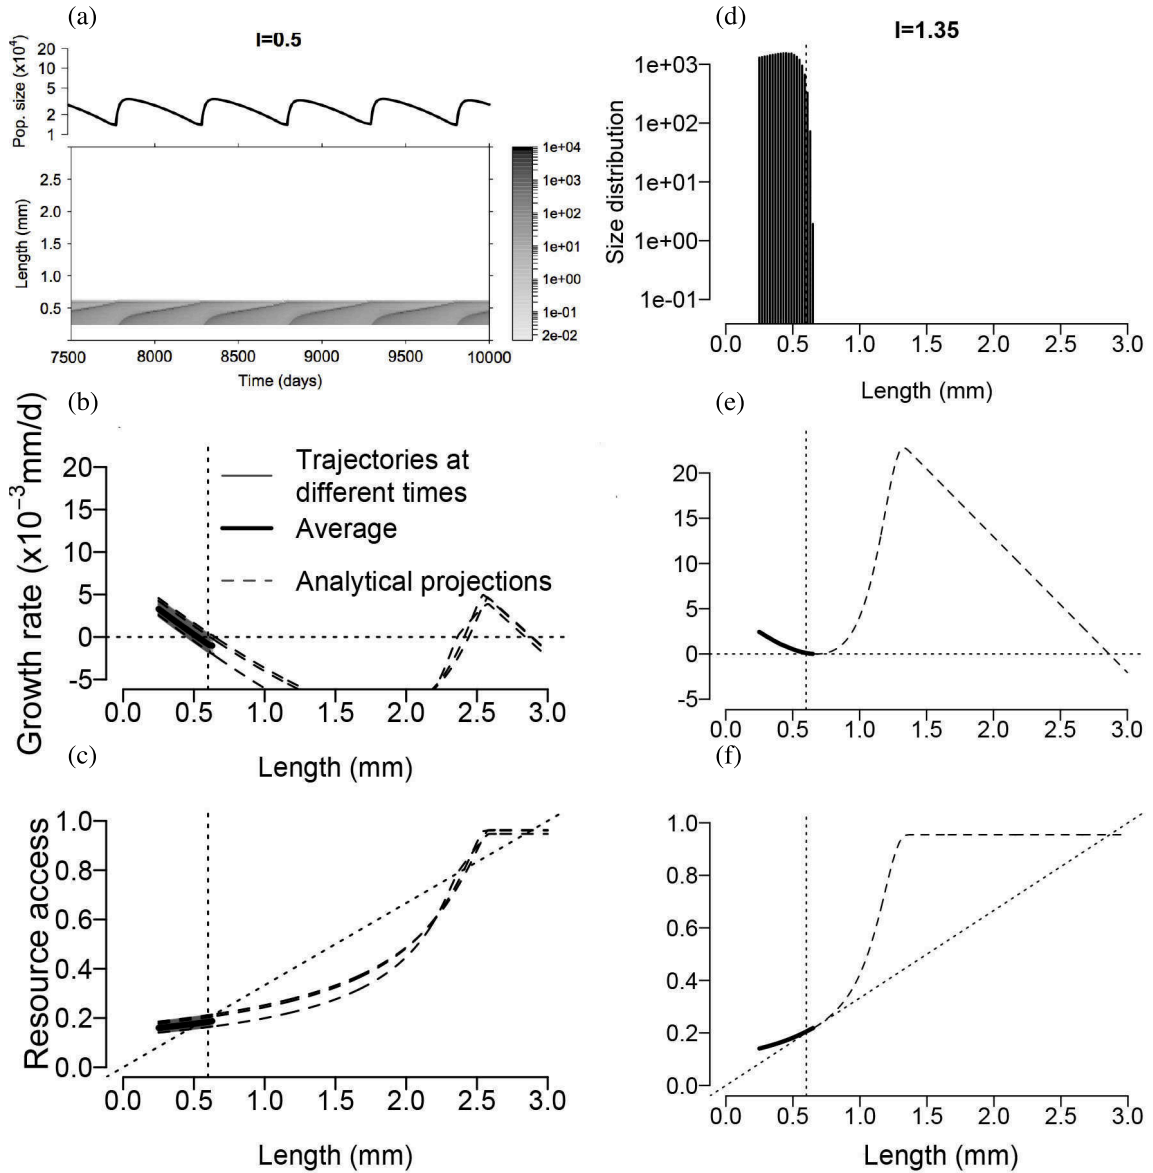 (a)
I=0.5
Pop. size (x10⁴)
20
10
5
2
1
Length (mm)
2.5
2.0
1.5
1.0
0.5
1e+04
1e+03
1e+02
1e+01
1e+00
1e-01
2e-02
7500 8000 8500 9000 9500 10000
Time (days)
(d)
I=1.35
Size distribution
1e+03
1e+02
1e+01
1e+00
1e-01
0.0 0.5 1.0 1.5 2.0 2.5 3.0
Length (mm)
(b)
Growth rate (x10⁻³mm/d)
20
15
10
5
0
-5
Trajectories at
different times
Average
Analytical projections
0.0 0.5 1.0 1.5 2.0 2.5 3.0
Length (mm)
(e)
20
15
10
5
0
-5
0.0 0.5 1.0 1.5 2.0 2.5 3.0
(c)
Resource access
1.0
0.8
0.6
0.4
0.2
0.0
0.0 0.5 1.0 1.5 2.0 2.5 3.0
Length (mm)
(f)
1.0
0.8
0.6
0.4
0.2
0.0
0.0 0.5 1.0 1.5 2.0 2.5 3.0
Length (mm)